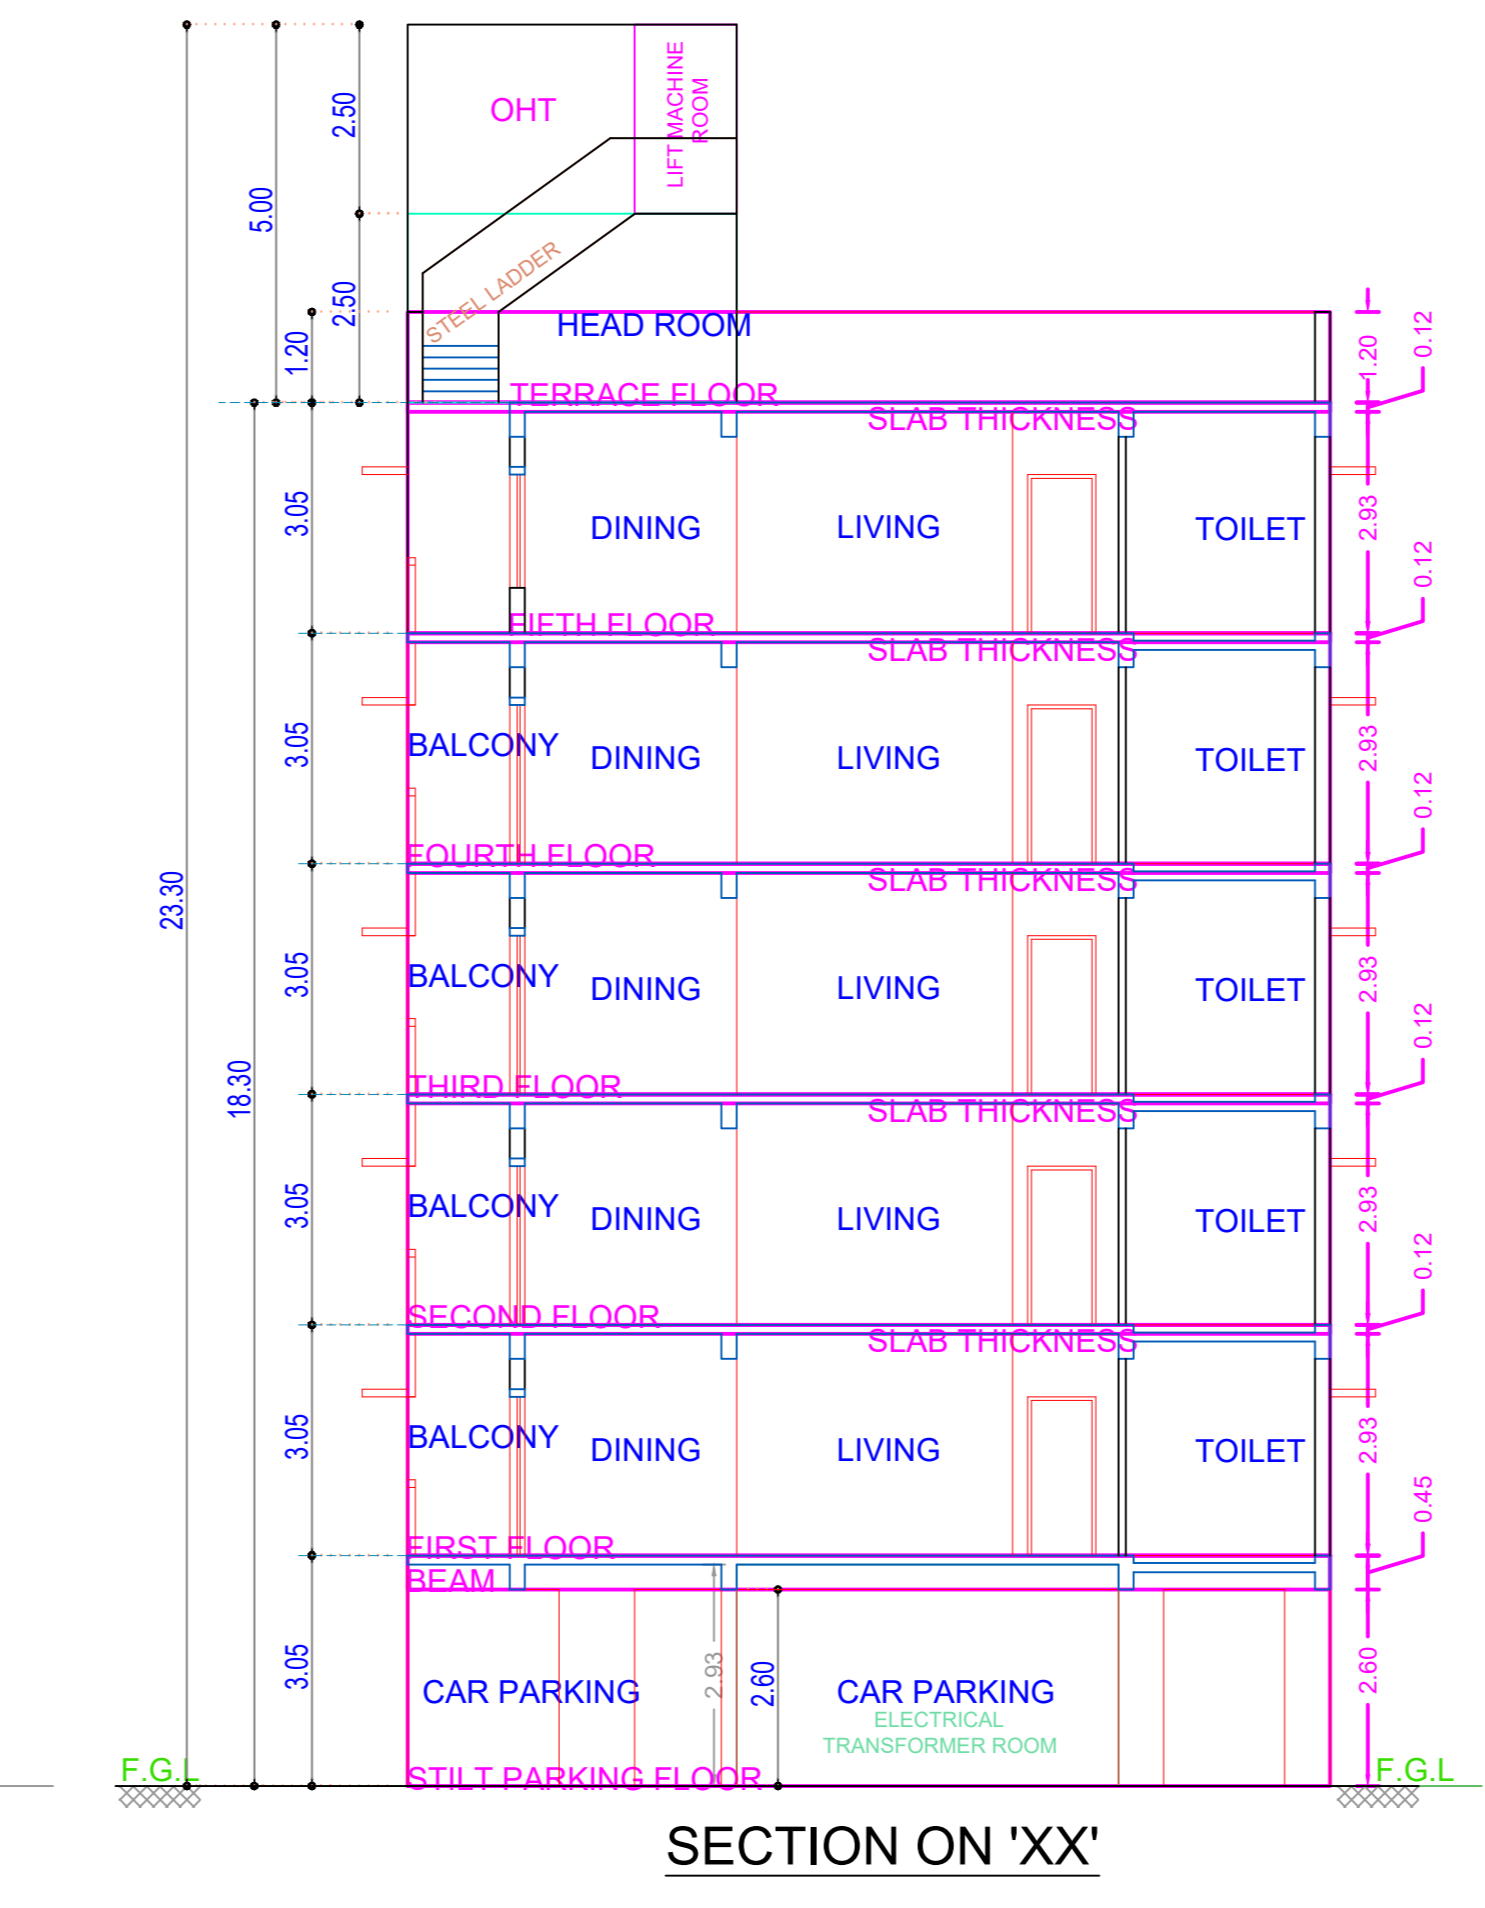 OHT
LIFT MACHINE
ROOM
2.50
5.00
STEEL LADDER
2.50
HEAD ROOM
1.20
1.20
0.12
TERRACE FLOOR
SLAB THICKNESS
3.05
DINING
LIVING
TOILET
2.93
0.12
FIFTH FLOOR
SLAB THICKNESS
3.05
BALCONY
DINING
LIVING
TOILET
2.93
0.12
FOURTH FLOOR
SLAB THICKNESS
23.30
3.05
BALCONY
DINING
LIVING
TOILET
2.93
0.12
THIRD FLOOR
SLAB THICKNESS
18.30
3.05
BALCONY
DINING
LIVING
TOILET
2.93
0.12
SECOND FLOOR
SLAB THICKNESS
3.05
BALCONY
DINING
LIVING
TOILET
2.93
0.45
FIRST FLOOR
BEAM
3.05
CAR PARKING
2.93
2.60
CAR PARKING
ELECTRICAL
TRANSFORMER ROOM
2.60
F.G.L
STILT PARKING FLOOR
F.G.L
SECTION ON 'XX'